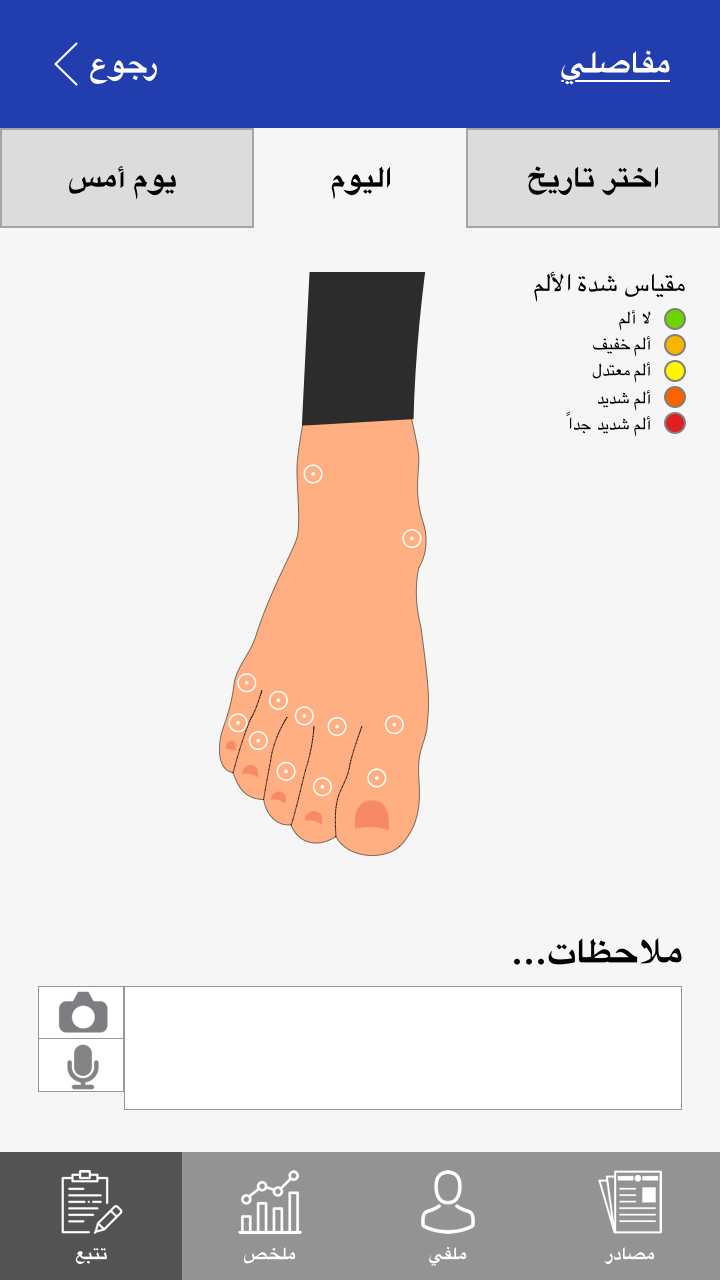 مفاصلي
رجوع
اختر تاريخ
اليوم
يوم أمس
مقياس شدة الألم
لا ألم
ألم خفيف
ألم معتدل
ألم شديد
ألم شديد جداً
ملاحظات...
مصادر
ملفي
ملخص
تتبع